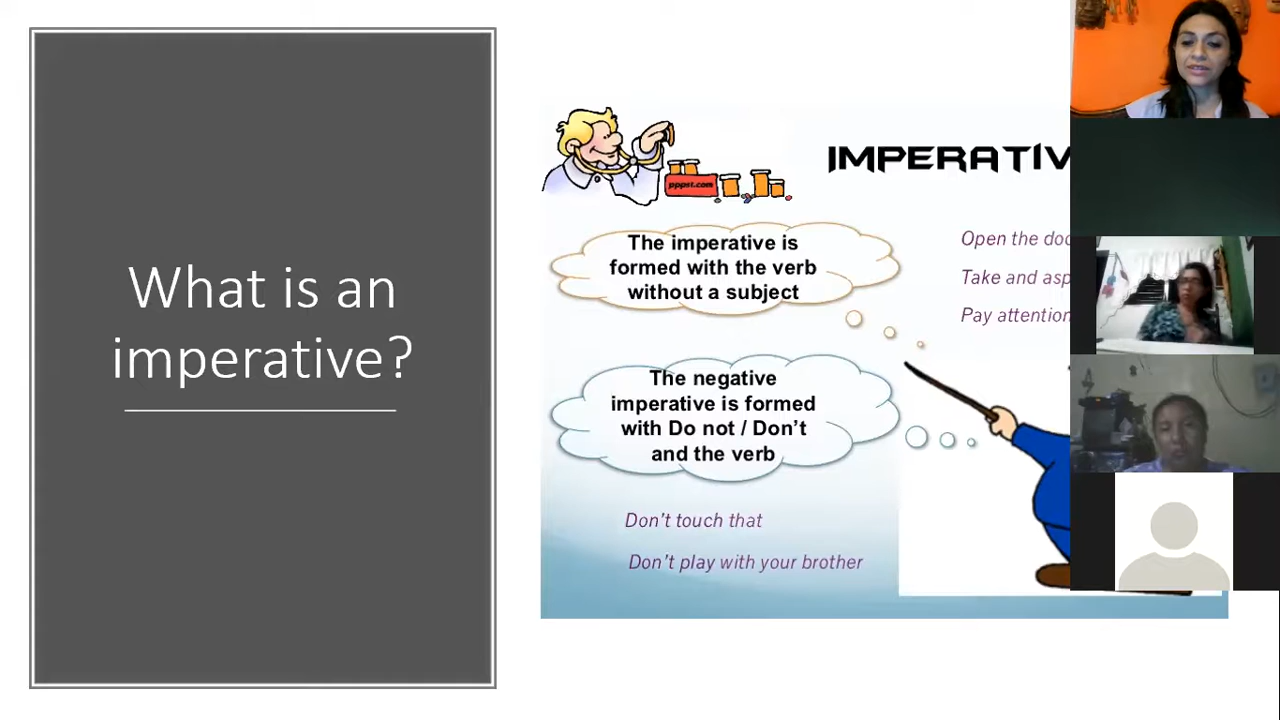 What is an
imperative?
pppst.com
IMPERATIV
The imperative is
formed with the verb
without a subject
Open the doo
Take and asp
Pay attention
The negative
imperative is formed
with Do not / Don't
and the verb
Don't touch that
Don't play with your brother